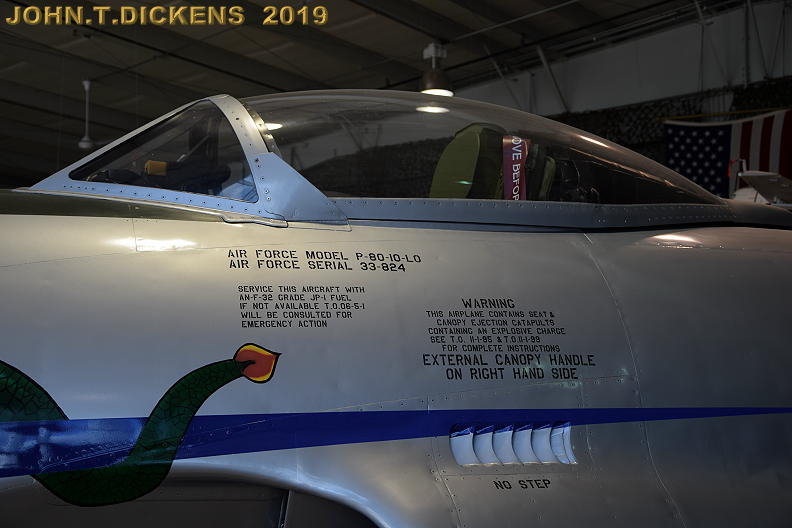 JOHN.T.DICKENS 2019
OVE BEFOR
AIR FORCE MODEL P-80-10-LO
AIR FORCE SERIAL 33-824
SERVICE THIS AIRCRAFT WITH
AN-F-32 GRADE JP-1 FUEL
IF NOT AVAILABLE T.O.06-5-1
WILL BE CONSULTED FOR
EMERGENCY ACTION
WARNING
THIS AIRPLANE CONTAINS SEAT &
CANOPY EJECTION CATAPULTS
CONTAINING AN EXPLOSIVE CHARGE
SEE T.O. 11-1-85 & T.O.11-1-99
FOR COMPLETE INSTRUCTIONS
EXTERNAL CANOPY HANDLE
ON RIGHT HAND SIDE
NO STEP